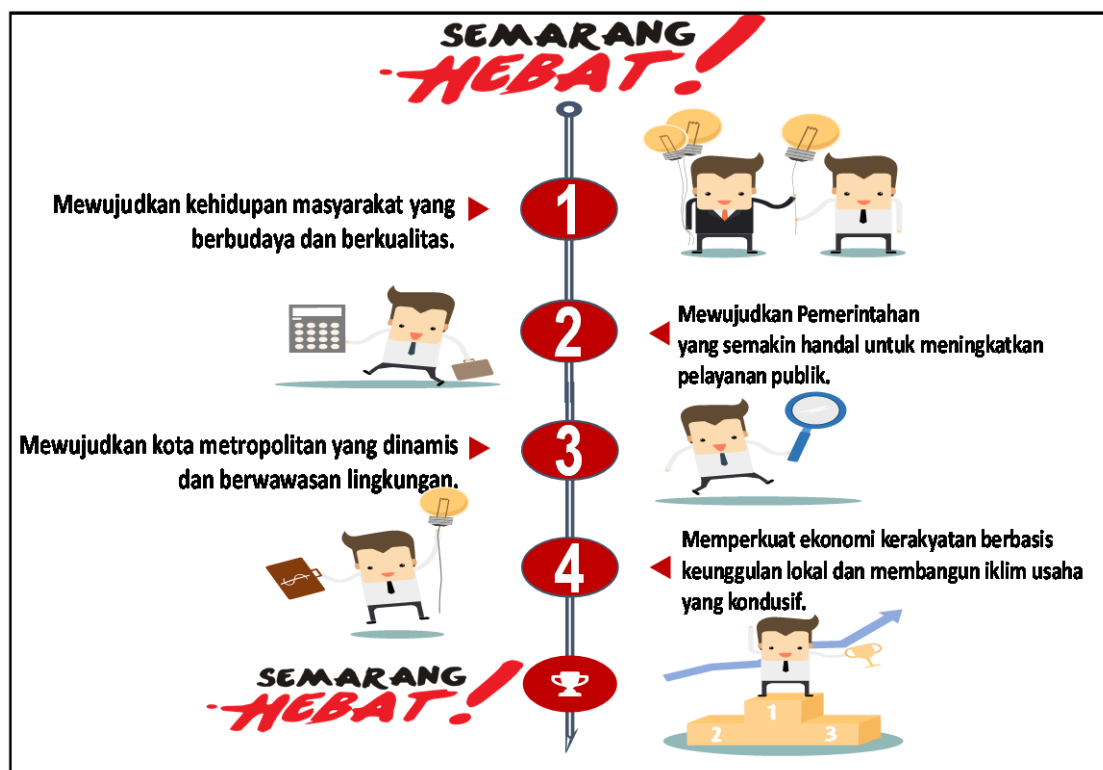 SEMARANG
HEBAT!
1
Mewujudkan kehidupan masyarakat yang
berbudaya dan berkualitas.
2
Mewujudkan Pemerintahan
yang semakin handal untuk meningkatkan
pelayanan publik.
3
Mewujudkan kota metropolitan yang dinamis
dan berwawasan lingkungan.
4
Memperkuat ekonomi kerakyatan berbasis
keunggulan lokal dan membangun iklim usaha
yang kondusif.
$
SEMARANG
HEBAT!
1
2
3